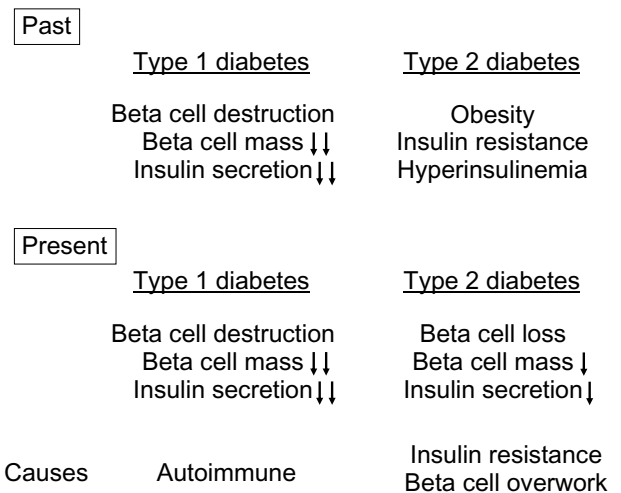 Past
Type 1 diabetes Type 2 diabetes
Beta cell destruction Obesity
Beta cell mass ↓↓ Insulin resistance
Insulin secretion ↓↓ Hyperinsulinemia
Present
Type 1 diabetes Type 2 diabetes
Beta cell destruction Beta cell loss
Beta cell mass ↓↓ Beta cell mass ↓
Insulin secretion ↓↓ Insulin secretion ↓
Causes Autoimmune Insulin resistance
Beta cell overwork